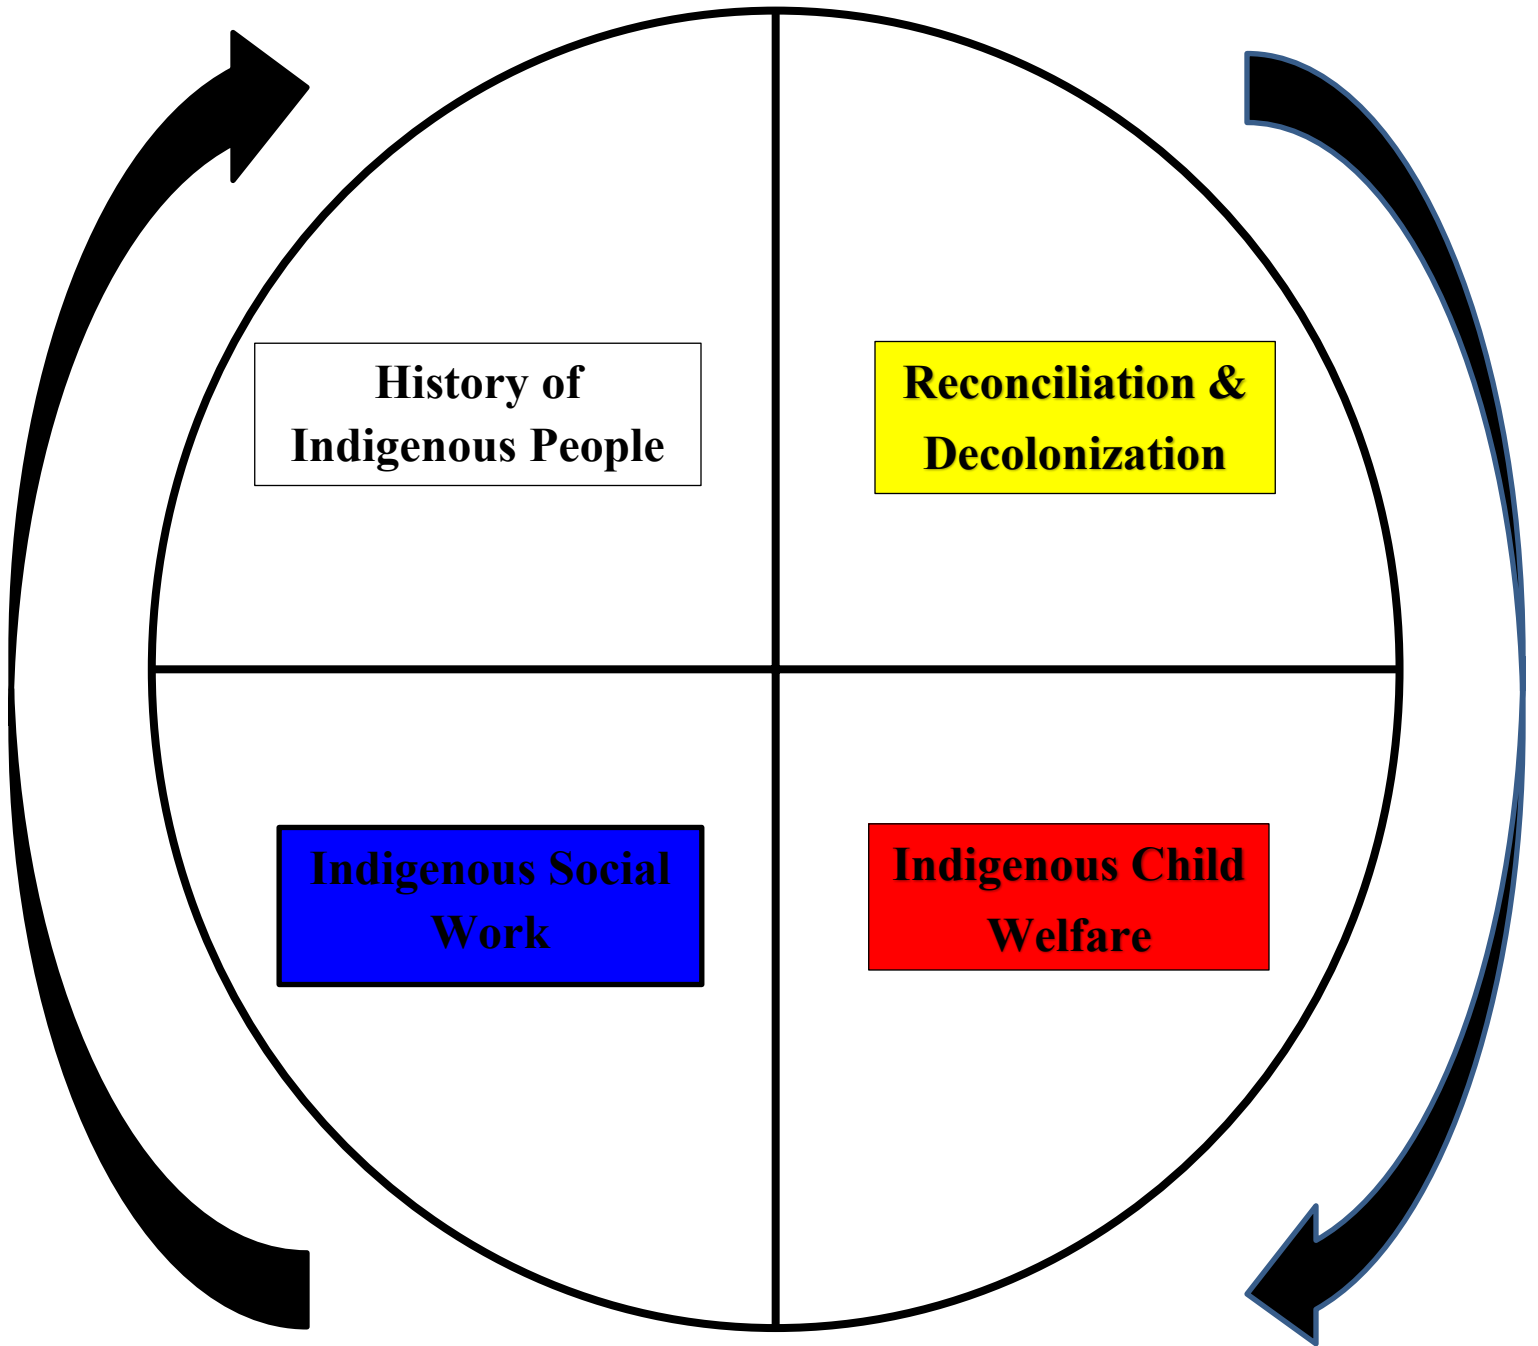 History of
Indigenous People
Reconciliation &
Decolonization
Indigenous Social
Work
Indigenous Child
Welfare